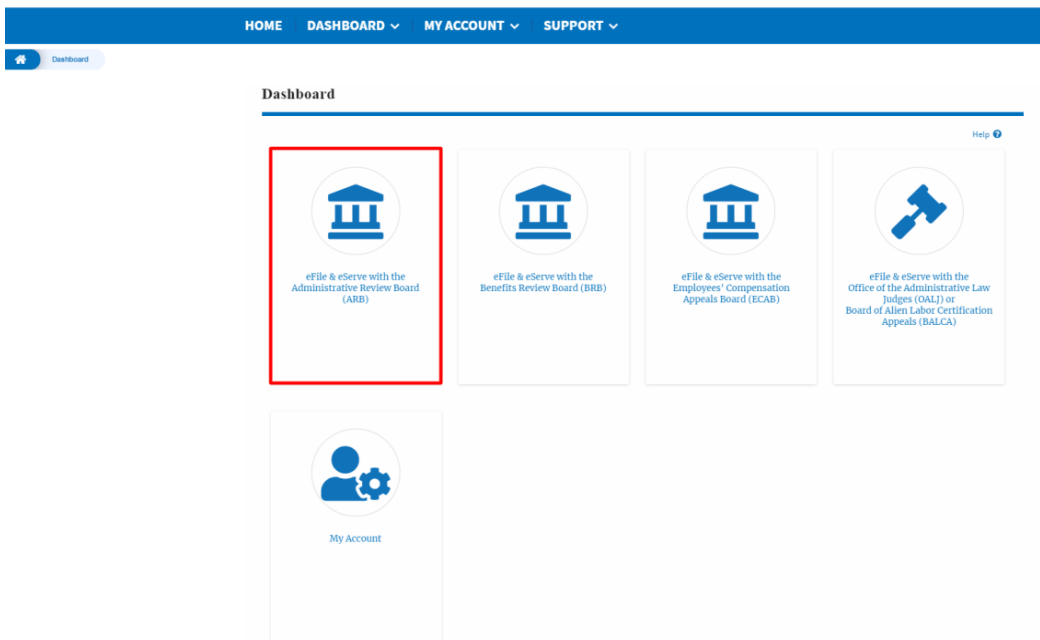 HOME DASHBOARD MY ACCOUNT SUPPORT
Dashboard
Dashboard
Help
eFile & eServe with the
Administrative Review Board
(ARB)
eFile & eServe with the
Benefits Review Board (BRB)
eFile & eServe with the
Employees' Compensation
Appeals Board (ECAB)
eFile & eServe with the
Office of the Administrative Law
Judges (OALJ) or
Board of Alien Labor Certification
Appeals (BALCA)
My Account